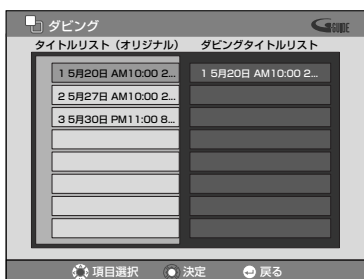 ダビング
G GUIDE
タイトルリスト（オリジナル） ダビングタイトルリスト
1 5月20日 AM10:00 2... 1 5月20日 AM10:00 2...
2 5月27日 AM10:00 2...
3 5月30日 PM11:00 8...
項目選択 決定 戻る